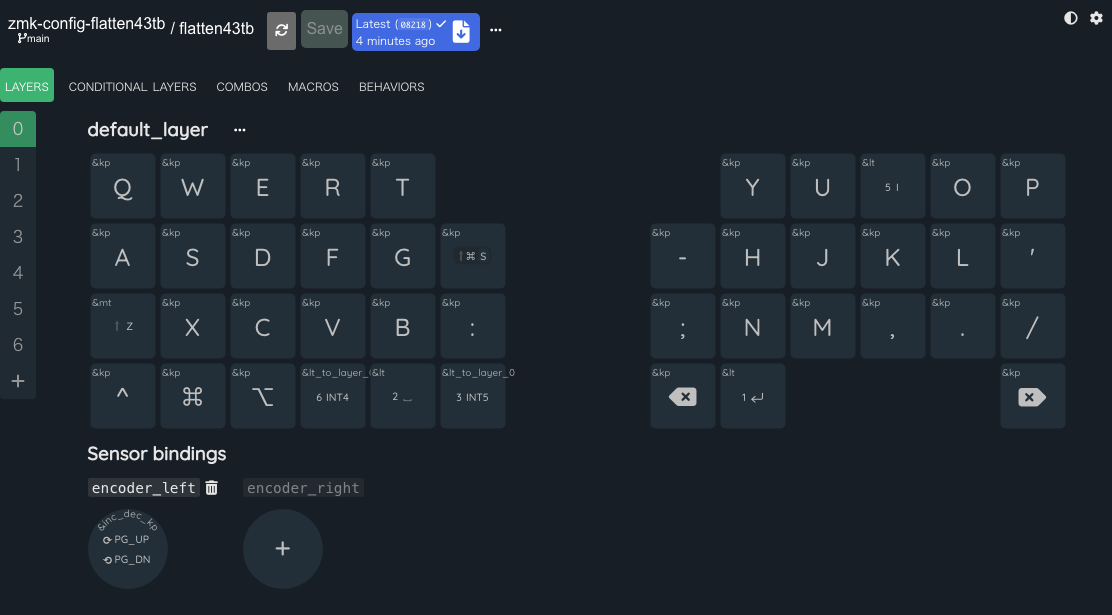 zmk-config-flatten43tb / flatten43tb
main
Save
Latest (08218)
4 minutes ago
LAYERS CONDITIONAL LAYERS COMBOS MACROS BEHAVIORS
0
1
2
3
4
5
6
+
default_layer ...
&kp &kp &kp &kp &kp &kp &kp &lt &kp &kp
Q W E R T Y U 5 I O P
&kp &kp &kp &kp &kp &kp &kp &kp &kp &kp &kp &kp
A S D F G ⇧⌘ S - H J K L '
&mt &kp &kp &kp &kp &kp &kp &kp &kp &kp &kp &kp
⇧ Z X C V B : ; N M , . /
&kp &kp &kp &lt_to_layer_0 &lt &lt_to_layer_0 &kp &lt &kp
^ ⌘ ⌥ 6 INT4 2 ⎵ 3 INT5 ⌫ 1 ↵ ⌦
Sensor bindings
encoder_left encoder_right
&inc_dec_kp
⟳ PG_UP
⟲ PG_DN
+